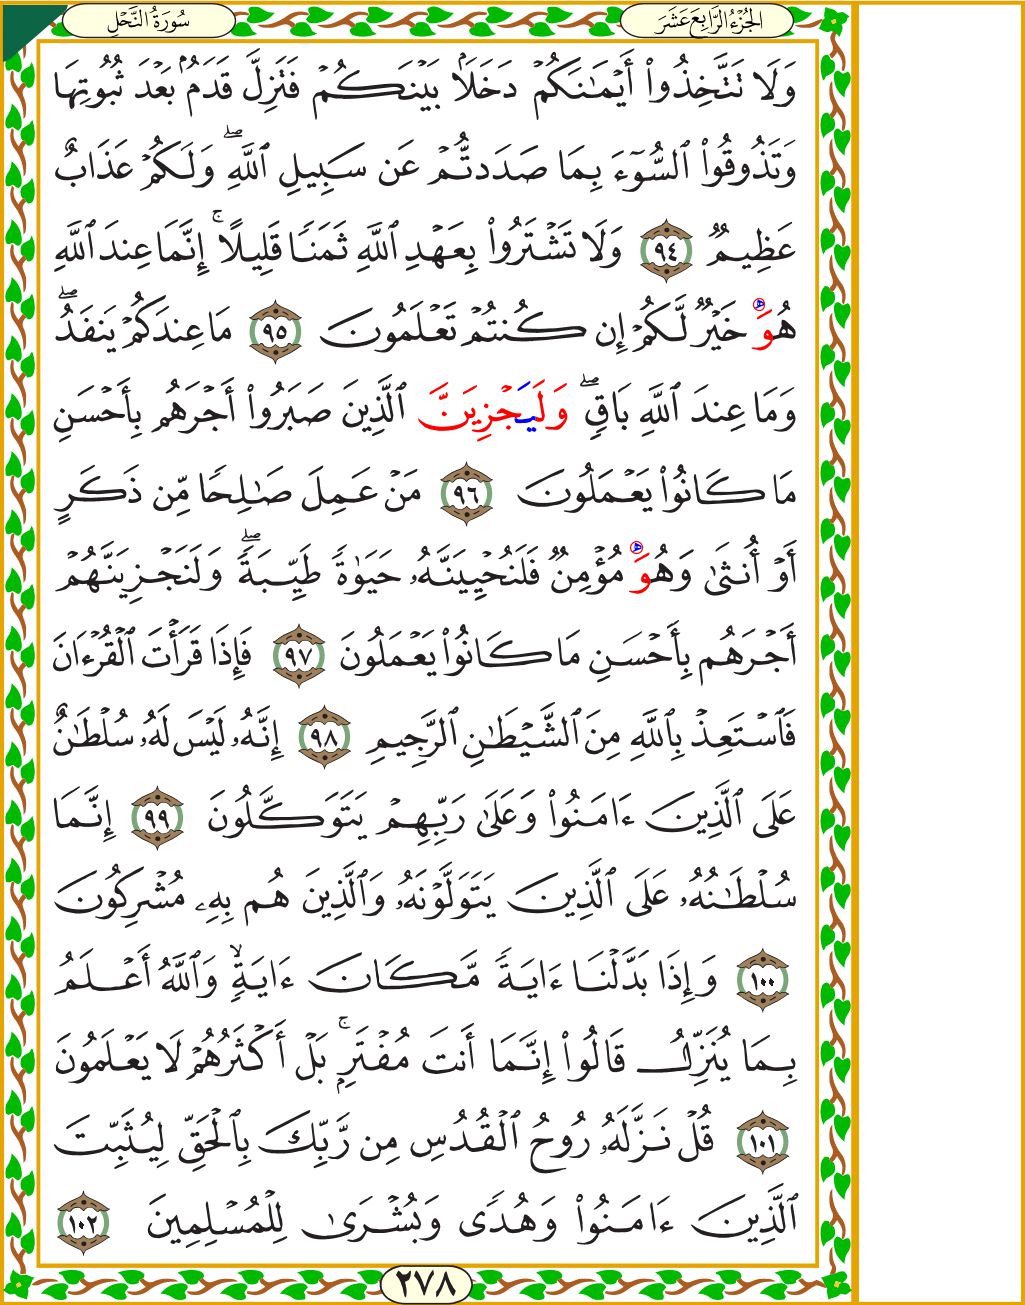 الجُزْءُ الرَّابِعَ عَشَرَ
سُورَةُ النَّحْلِ
وَلَا تَتَّخِذُوٓا۟ أَيْمَٰنَكُمْ دَخَلًۢا بَيْنَكُمْ فَتَزِلَّ قَدَمٌۢ بَعْدَ ثُبُوتِهَا
وَتَذُوقُوا۟ ٱلسُّوٓءَ بِمَا صَدَدتُّمْ عَن سَبِيلِ ٱللَّهِ ۖ وَلَكُمْ عَذَابٌ
عَظِيمٌ ٩٤ وَلَا تَشْتَرُوا۟ بِعَهْدِ ٱللَّهِ ثَمَنًا قَلِيلًا ۚ إِنَّمَا عِندَ ٱللَّهِ
هُوَ خَيْرٌ لَّكُمْ إِن كُنتُمْ تَعْلَمُونَ ٩٥ مَا عِندَكُمْ يَنفَدُ ۖ
وَمَا عِندَ ٱللَّهِ بَاقٍ ۗ وَلَيَجْزِيَنَّ ٱلَّذِينَ صَبَرُوٓا۟ أَجْرَهُم بِأَحْسَنِ
مَا كَانُوا۟ يَعْمَلُونَ ٩٦ مَنْ عَمِلَ صَٰلِحًا مِّن ذَكَرٍ
أَوْ أُنثَىٰ وَهُوَ مُؤْمِنٌ فَلَنُحْيِيَنَّهُۥ حَيَوٰةً طَيِّبَةً ۖ وَلَنَجْزِيَنَّهُمْ
أَجْرَهُم بِأَحْسَنِ مَا كَانُوا۟ يَعْمَلُونَ ٩٧ فَإِذَا قَرَأْتَ ٱلْقُرْءَانَ
فَٱسْتَعِذْ بِٱللَّهِ مِنَ ٱلشَّيْطَٰنِ ٱلرَّجِيمِ ٩٨ إِنَّهُۥ لَيْسَ لَهُۥ سُلْطَٰنٌ
عَلَى ٱلَّذِينَ ءَامَنُوا۟ وَعَلَىٰ رَبِّهِمْ يَتَوَكَّلُونَ ٩٩ إِنَّمَا
سُلْطَٰنُهُۥ عَلَى ٱلَّذِينَ يَتَوَلَّوْنَهُۥ وَٱلَّذِينَ هُم بِهِۦ مُشْرِكُونَ
١٠٠ وَإِذَا بَدَّلْنَآ ءَايَةً مَّكَانَ ءَايَةٍ ۙ وَٱللَّهُ أَعْلَمُ
بِمَا يُنَزِّلُ قَالُوٓا۟ إِنَّمَآ أَنتَ مُفْتَرٍۭ ۚ بَلْ أَكْثَرُهُمْ لَا يَعْلَمُونَ
١٠١ قُلْ نَزَّلَهُۥ رُوحُ ٱلْقُدُسِ مِن رَّبِّكَ بِٱلْحَقِّ لِيُثَبِّتَ
ٱلَّذِينَ ءَامَنُوا۟ وَهُدًى وَبُشْرَىٰ لِلْمُسْلِمِينَ ١٠٢
٢٧٨